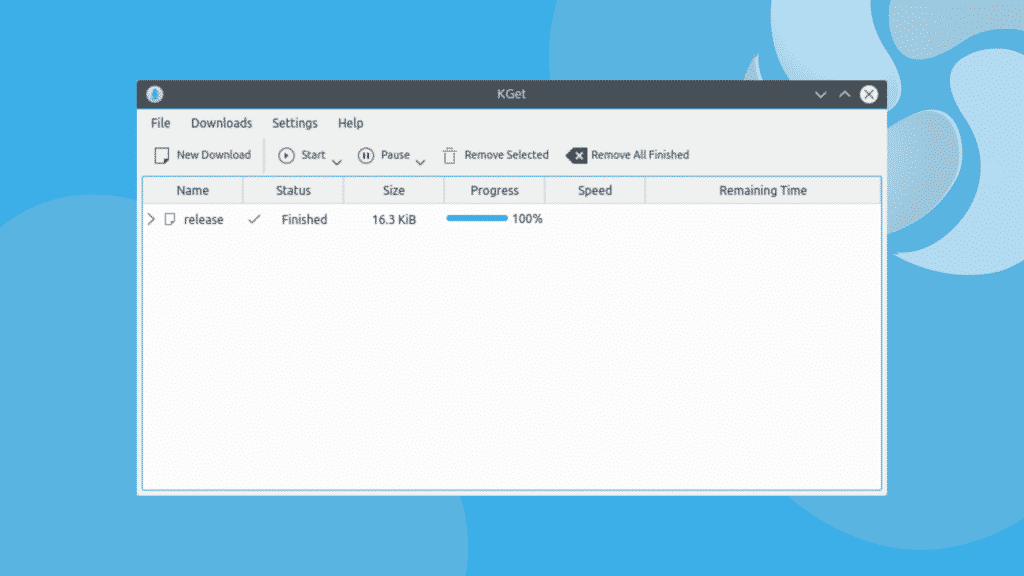 KGet
File Downloads Settings Help
New Download Start Pause Remove Selected Remove All Finished
Name Status Size Progress Speed Remaining Time
release Finished 16.3 KiB 100%